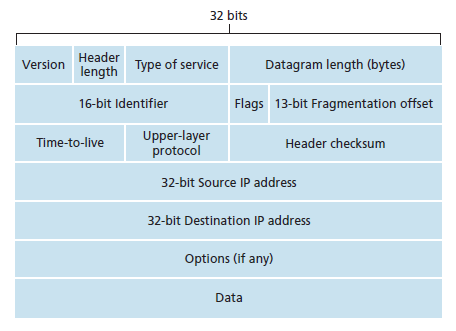 32 bits
Version
Header
length
Type of service
Datagram length (bytes)
16-bit Identifier
Flags
13-bit Fragmentation offset
Time-to-live
Upper-layer
protocol
Header checksum
32-bit Source IP address
32-bit Destination IP address
Options (if any)
Data